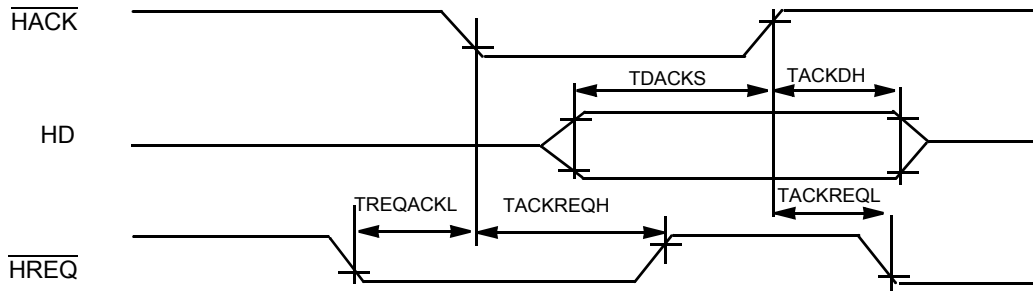 HACK
TDACKS
TACKDH
HD
TACKREQL
TREQACKL
TACKREQH
HREQ